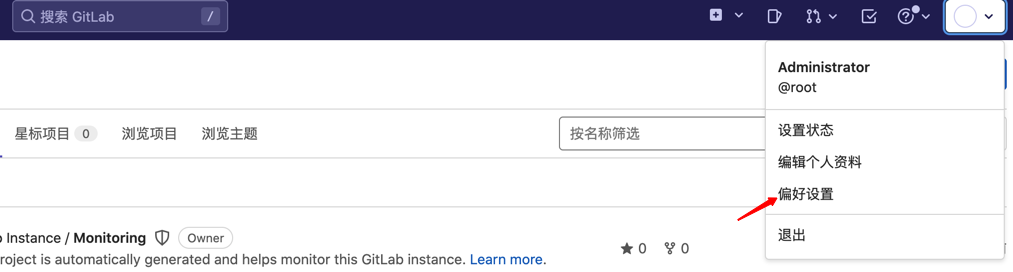 搜索 GitLab /
Administrator
@root
星标项目 0 浏览项目 浏览主题 按名称筛选
设置状态
编辑个人资料
偏好设置
退出
Instance / Monitoring Owner
roject is automatically generated and helps monitor this GitLab instance. Learn more. 0 0